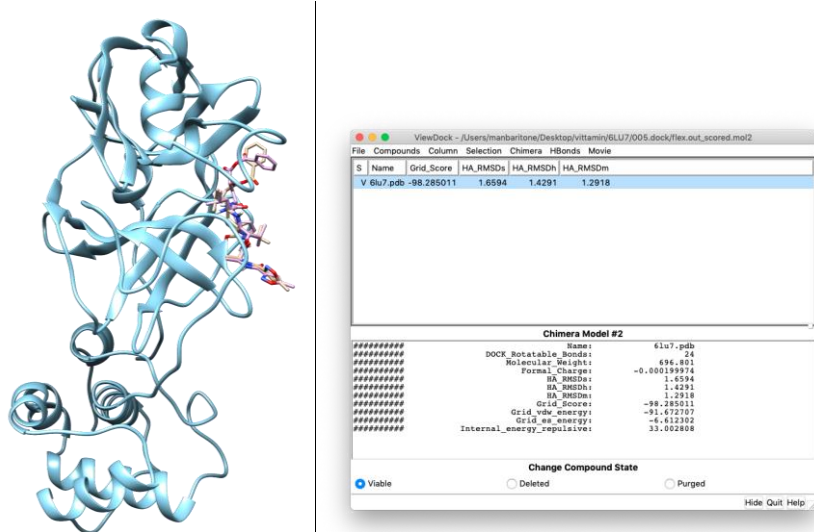 ViewDock - /Users/manbaritone/Desktop/vittamin/6LU7/005.dock/flex.out_scored.mol2
File Compounds Column Selection Chimera HBonds Movie
S Name Grid_Score HA_RMSDs HA_RMSDh HA_RMSDm
V 6lu7.pdb -98.285011 1.6594 1.4291 1.2918
Chimera Model #2
########## Name: 6lu7.pdb
########## DOCK_Rotatable_Bonds: 24
########## Molecular_Weight: 696.801
########## Formal_Charge: -0.000199974
########## HA_RMSDs: 1.6594
########## HA_RMSDh: 1.4291
########## HA_RMSDm: 1.2918
########## Grid_Score: -98.285011
########## Grid_vdw_energy: -91.672707
########## Grid_es_energy: -6.612302
########## Internal_energy_repulsive: 33.002808
Change Compound State
Viable Deleted Purged
Hide Quit Help